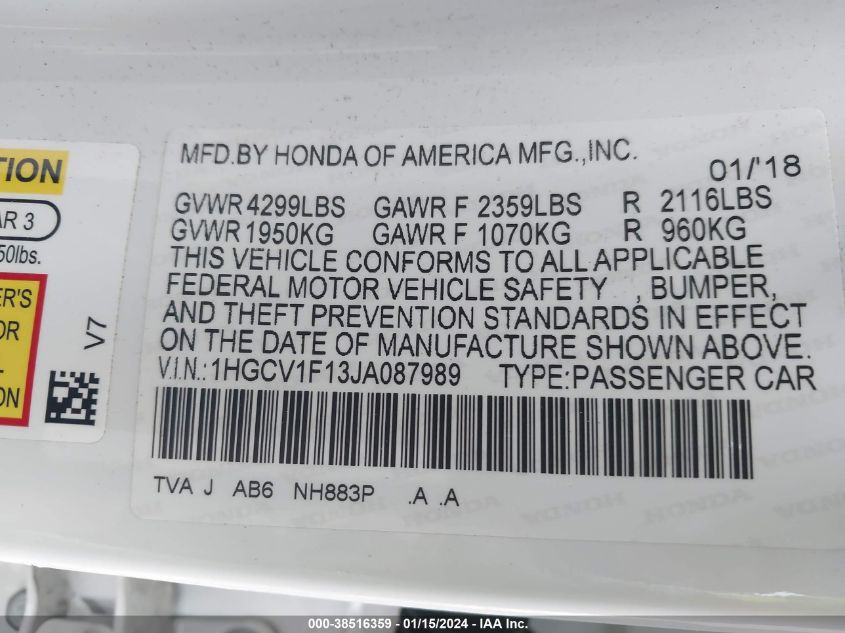 TION
AR 3
50lbs.
ER'S
OR
ON
V7
MFD.BY HONDA OF AMERICA MFG.,INC.
01/'18
GVWR 4299LBS GAWR F 2359LBS R 2116LBS
GVWR 1950KG GAWR F 1070KG R 960KG
THIS VEHICLE CONFORMS TO ALL APPLICABLE
FEDERAL MOTOR VEHICLE SAFETY , BUMPER,
AND THEFT PREVENTION STANDARDS IN EFFECT
ON THE DATE OF MANUFACTURE SHOWN ABOVE.
V.I.N.:1HGCV1F13JA087989 TYPE:PASSENGER CAR
TVA J AB6 NH883P .A .A
HONDA HONDA
000-38516359 - 01/15/2024 - IAA Inc.